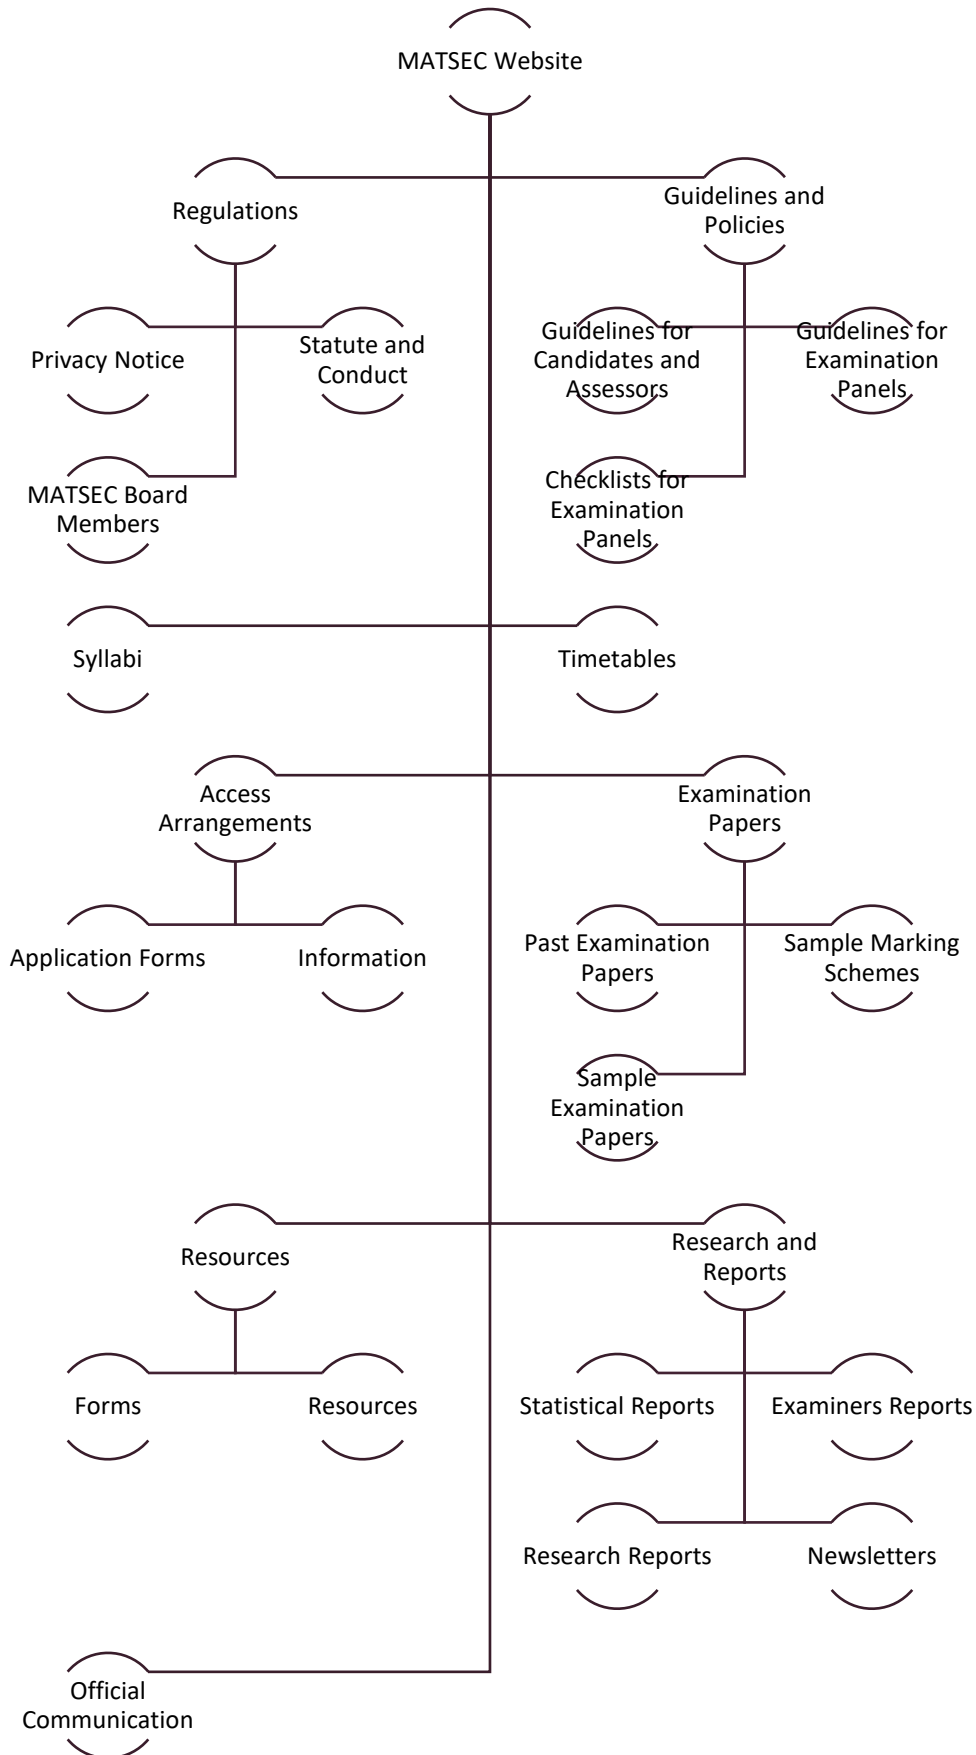 MATSEC Website
Regulations
Guidelines and
Policies
Privacy Notice
Statute and
Conduct
Guidelines for
Candidates and
Assessors
Guidelines for
Examination
Panels
MATSEC Board
Members
Checklists for
Examination
Panels
Syllabi
Timetables
Access
Arrangements
Examination
Papers
Application Forms
Information
Past Examination
Papers
Sample Marking
Schemes
Sample
Examination
Papers
Resources
Research and
Reports
Forms
Resources
Statistical Reports
Examiners Reports
Research Reports
Newsletters
Official
Communication